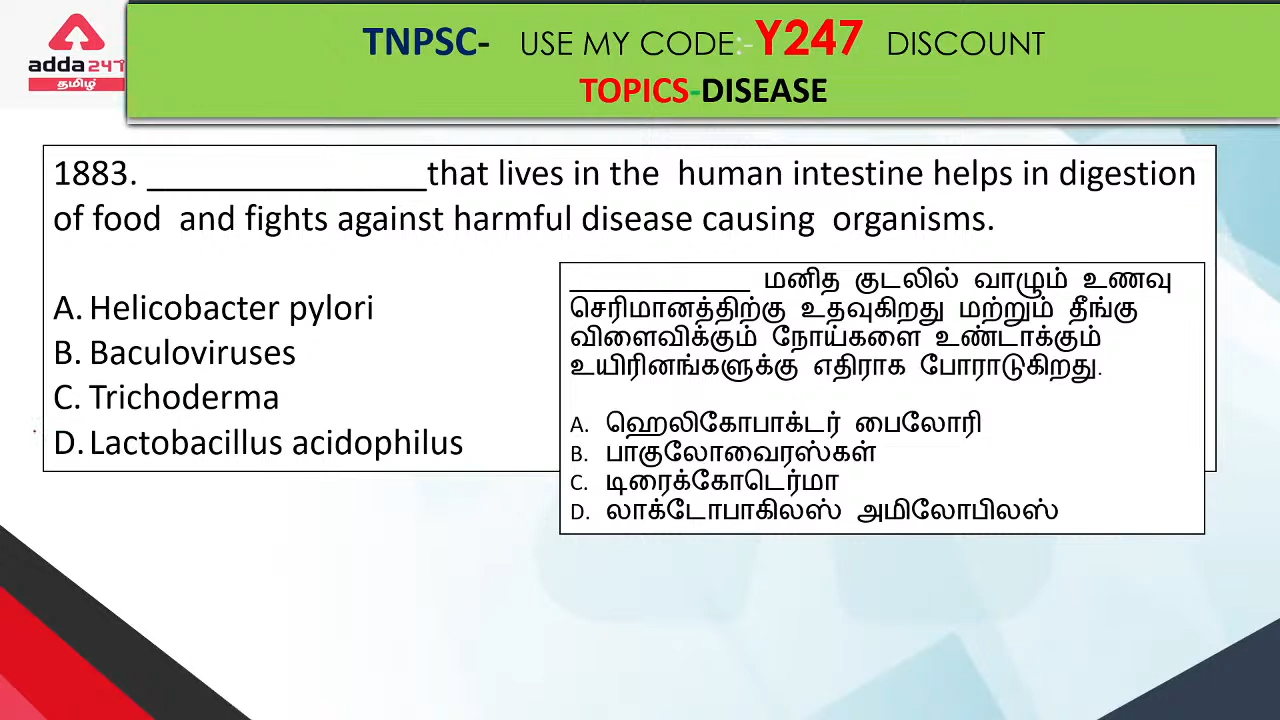 adda247
தமிழ்
TNPSC- USE MY CODE:-Y247 DISCOUNT
TOPICS-DISEASE
1883. ________________that lives in the human intestine helps in digestion
of food and fights against harmful disease causing organisms.
A. Helicobacter pylori
B. Baculoviruses
C. Trichoderma
D. Lactobacillus acidophilus
______________ மனித குடலில் வாழும் உணவு
செரிமானத்திற்கு உதவுகிறது மற்றும் தீங்கு
விளைவிக்கும் நோய்களை உண்டாக்கும்
உயிரினங்களுக்கு எதிராக போராடுகிறது.
A. ஹெலிகோபாக்டர் பைலோரி
B. பாகுலோவைரஸ்கள்
C. டிரைக்கோடெர்மா
D. லாக்டோபாகிலஸ் அமிலோபிலஸ்